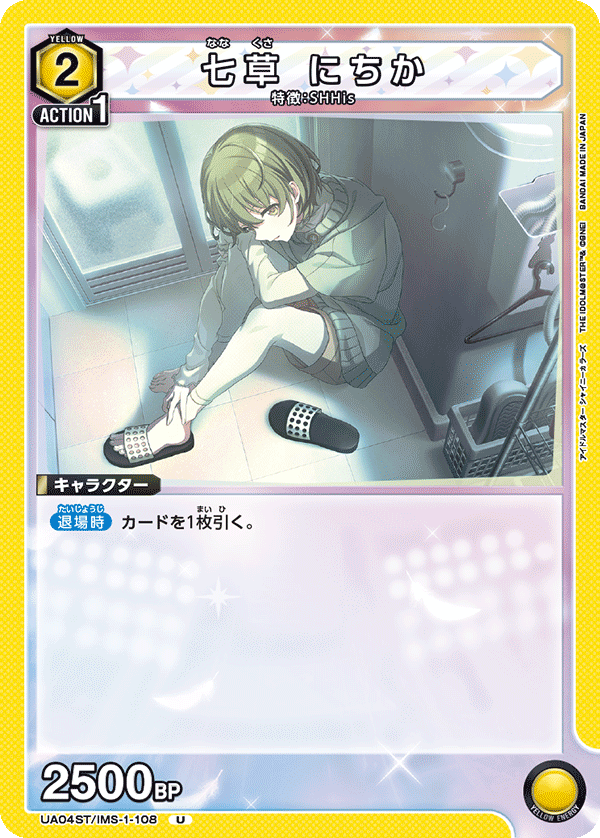 YELLOW
2
ACTION 1
なな くさ
七草 にちか
特徴:SHHis
BANDAI MADE IN JAPAN
アイドルマスター シャイニーカラーズ THE IDOLM@STER™& ©BNEI
キャラクター
たいじょうじ まい ひ
退場時 カードを1枚引く。
2500BP
UA04ST/IMS-1-108 U
YELLOW ENERGY